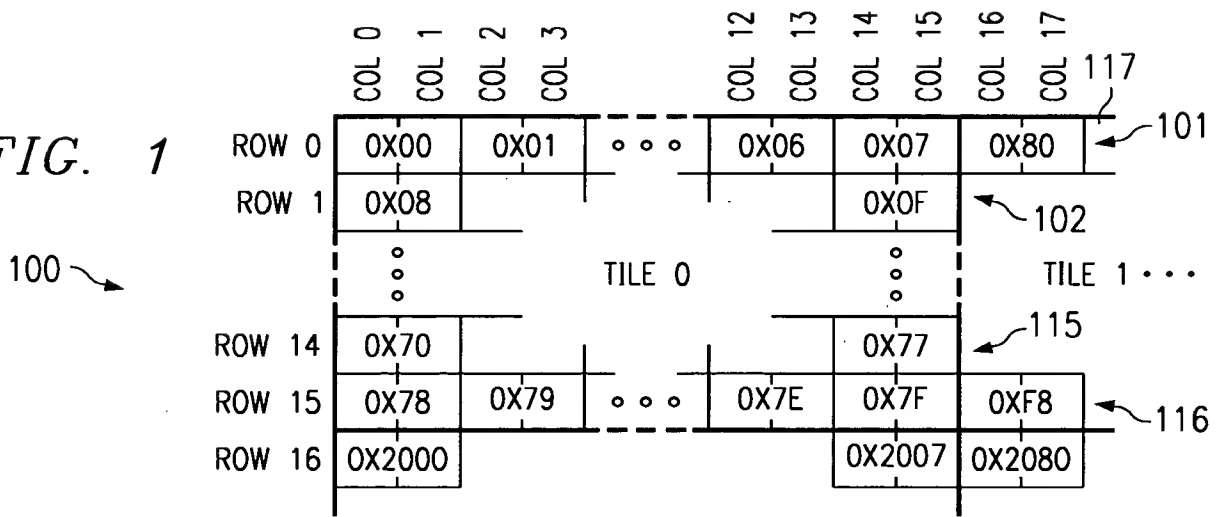 COL 0 COL 1 COL 2 COL 3 COL 12 COL 13 COL 14 COL 15 COL 16 COL 17
117
FIG. 1
ROW 0 0X00 0X01 0X06 0X07 0X80 101
ROW 1 0X08 0X0F 102
100 TILE 0 TILE 1
ROW 14 0X70 0X77 115
ROW 15 0X78 0X79 0X7E 0X7F 0XF8 116
ROW 16 0X2000 0X2007 0X2080